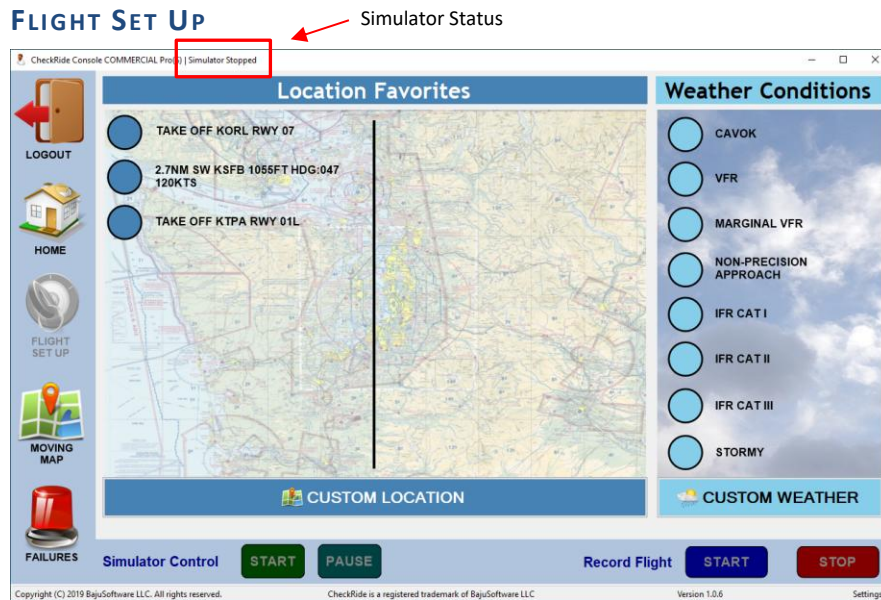 FLIGHT SET UP
Simulator Status
CheckRide Console COMMERCIAL Pro(S) | Simulator Stopped
Location Favorites
Weather Conditions
TAKE OFF KORL RWY 07
2.7NM SW KSFB 1055FT HDG:047
120KTS
TAKE OFF KTPA RWY 01L
CAVOK
VFR
MARGINAL VFR
NON-PRECISION
APPROACH
IFR CAT I
IFR CAT II
IFR CAT III
STORMY
LOGOUT
HOME
FLIGHT
SET UP
MOVING
MAP
FAILURES
CUSTOM LOCATION
CUSTOM WEATHER
Simulator Control
START
PAUSE
Record Flight
START
STOP
Copyright (C) 2019 BajuSoftware LLC. All rights reserved.
CheckRide is a registered trademark of BajuSoftware LLC
Version 1.0.6
Settings